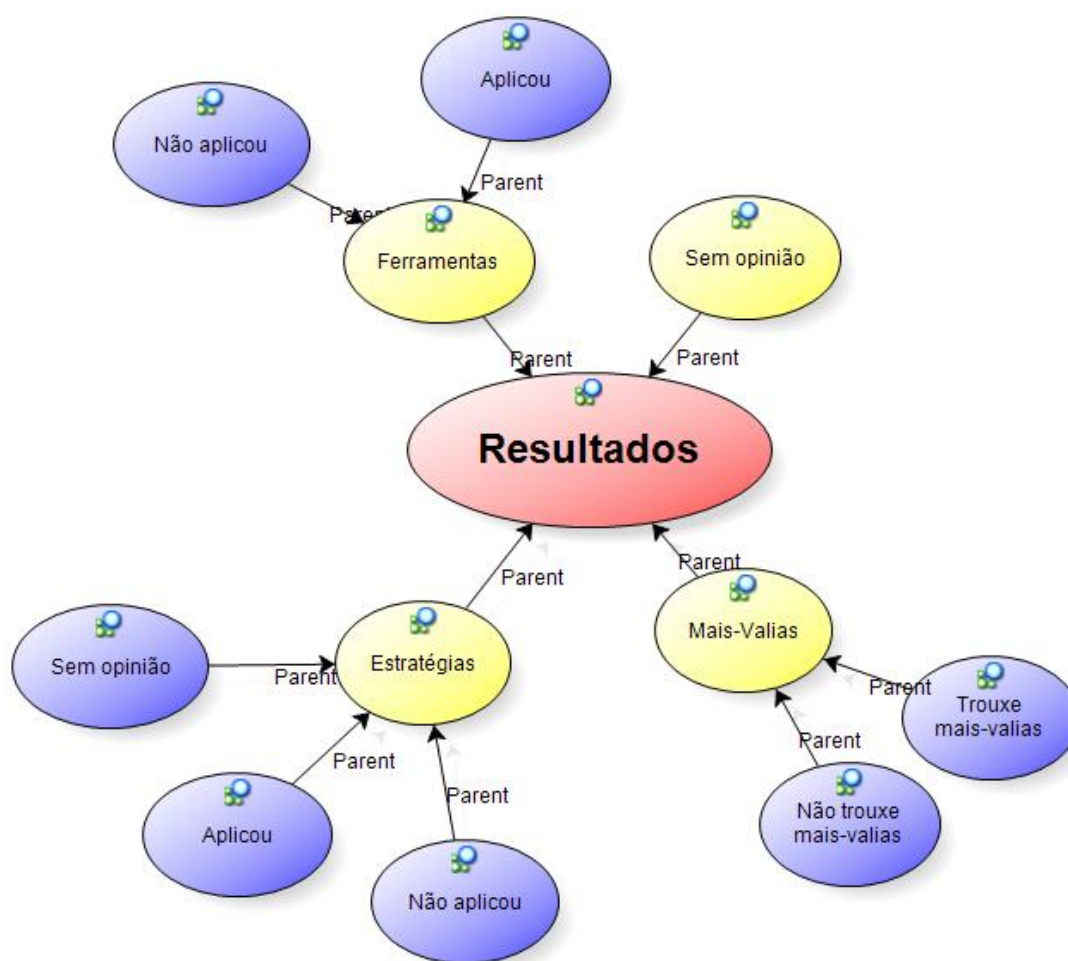 Aplicou
Não aplicou
Parent
Parent
Ferramentas
Sem opinião
Parent
Parent
Resultados
Parent
Parent
Mais-Valias
Sem opinião
Parent
Estratégias
Parent
Trouxe
mais-valias
Parent
Parent
Parent
Aplicou
Não trouxe
mais-valias
Não aplicou